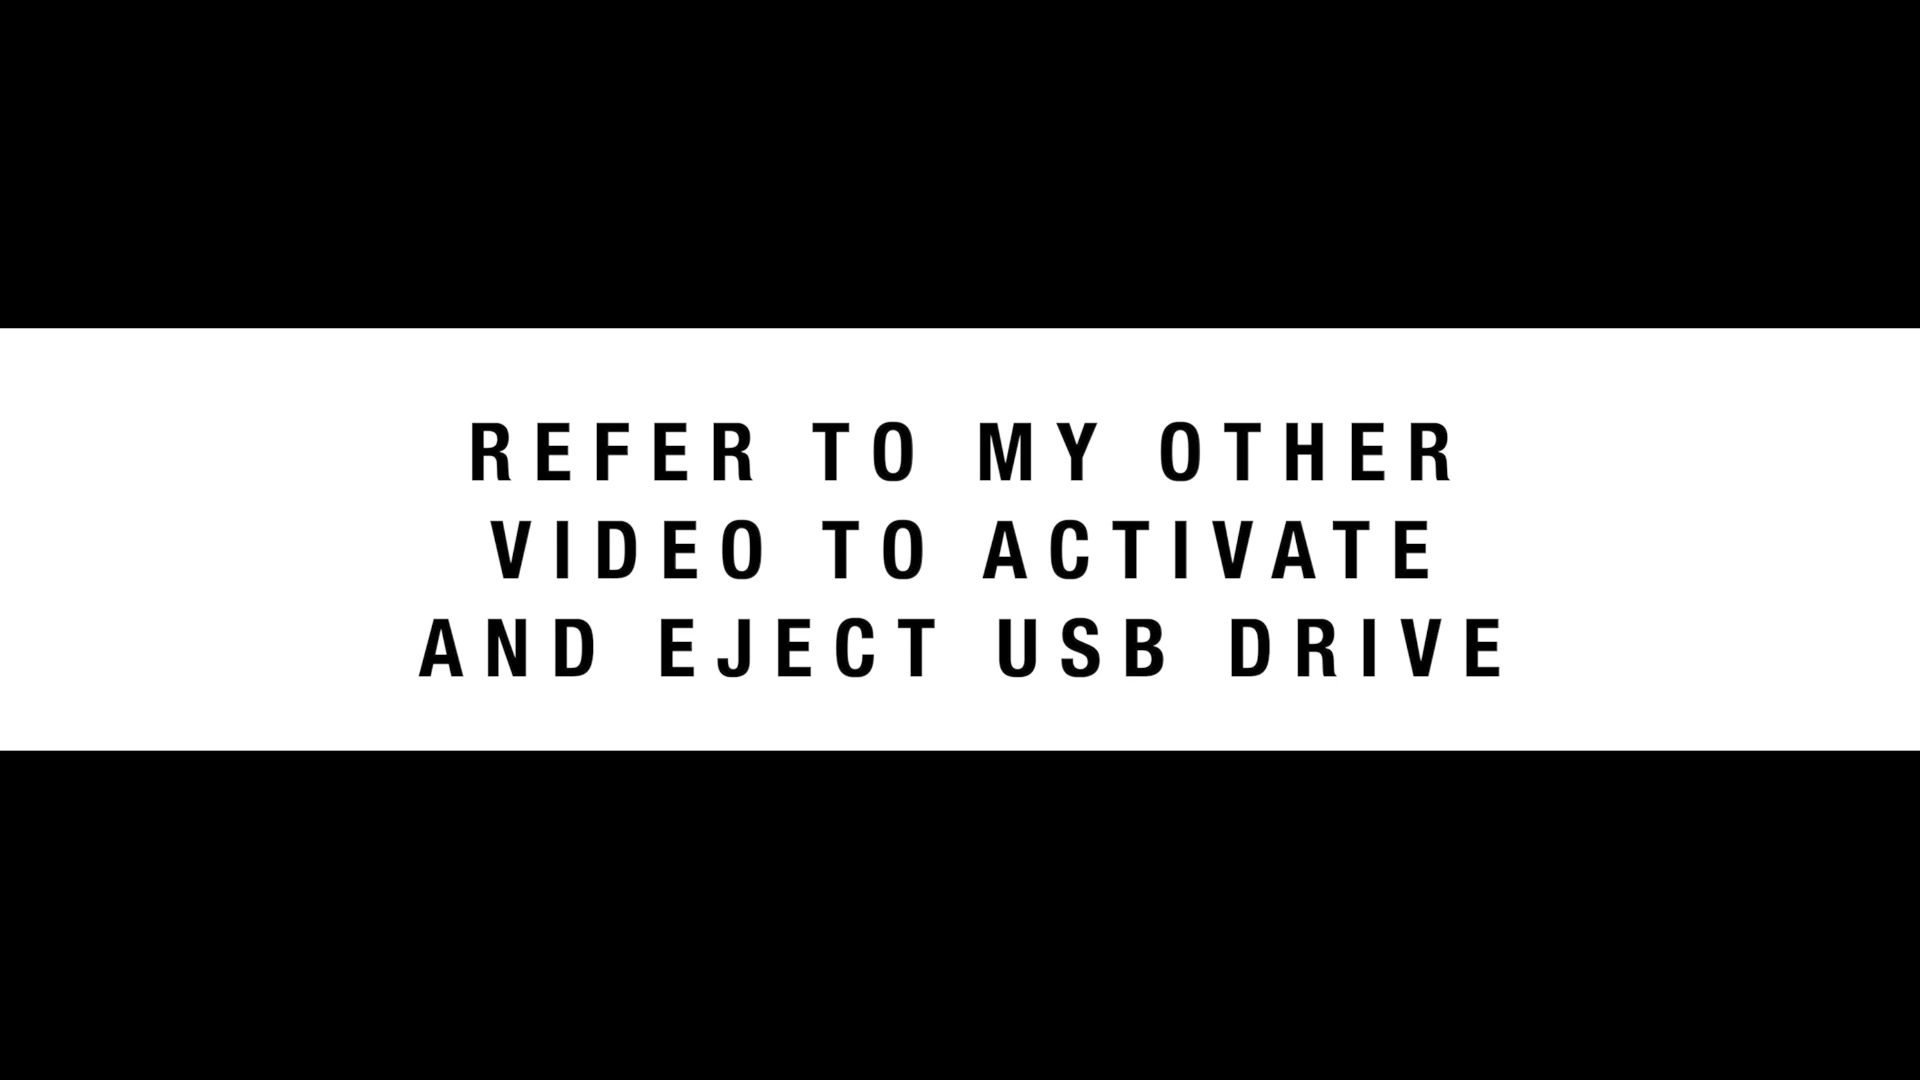 REFER TO MY OTHER
VIDEO TO ACTIVATE
AND EJECT USB DRIVE